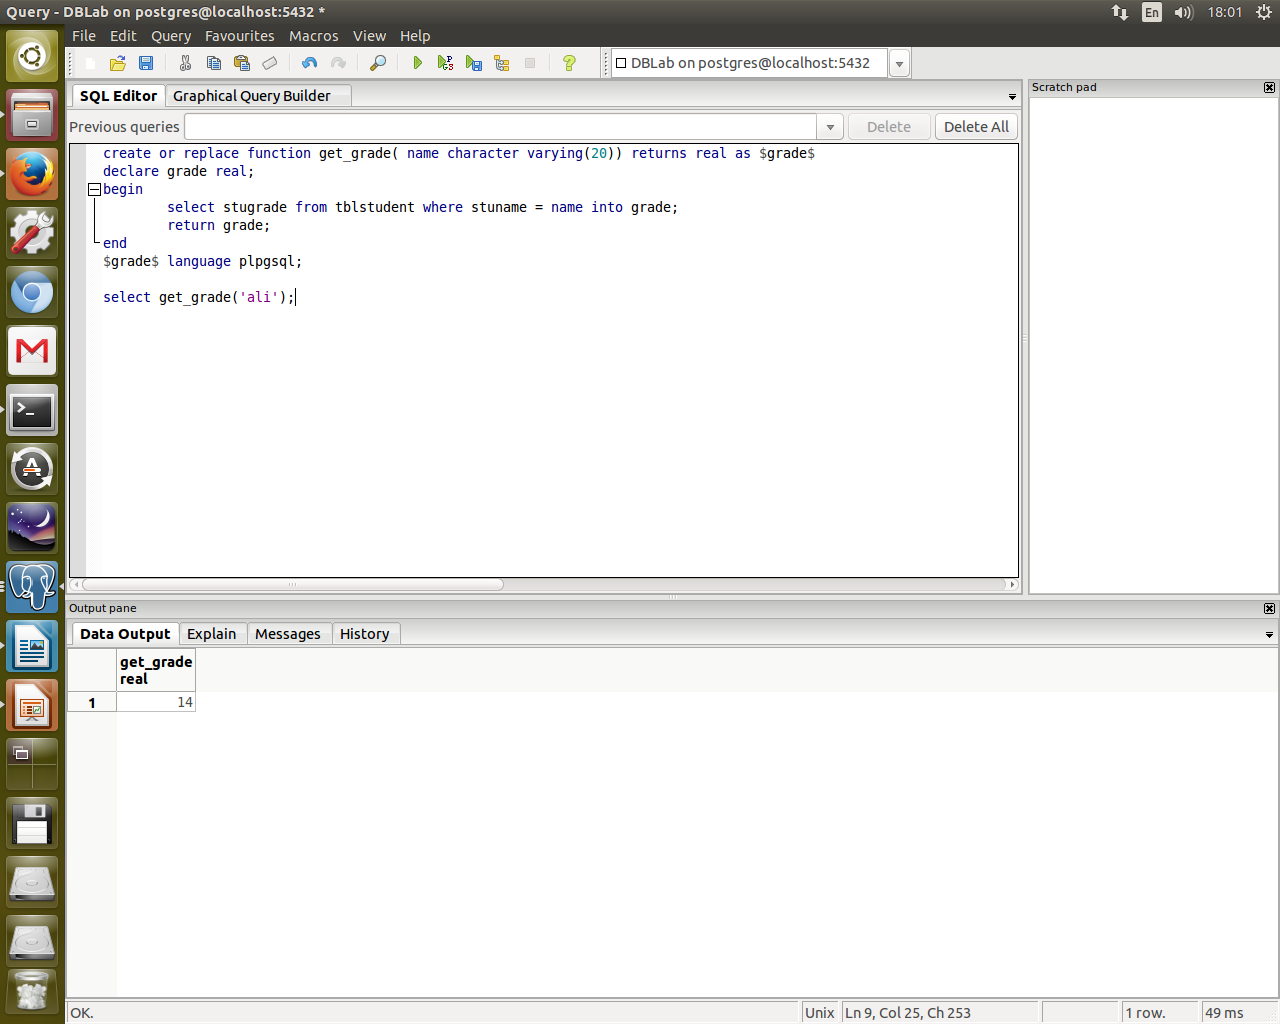 Query - DBLab on postgres@localhost:5432 *
En
18:01
File Edit Query Favourites Macros View Help
DBLab on postgres@localhost:5432
SQL Editor Graphical Query Builder
Scratch pad
Previous queries Delete Delete All
create or replace function get_grade( name character varying(20)) returns real as $grade$
declare grade real;
begin
select stugrade from tblstudent where stuname = name into grade;
return grade;
end
$grade$ language plpgsql;
select get_grade('ali');
Output pane
Data Output Explain Messages History
get_grade
real
1 14
OK. Unix Ln 9, Col 25, Ch 253 1 row. 49 ms